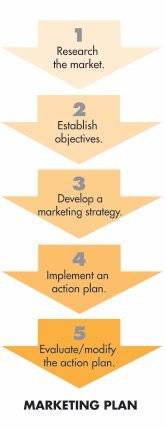 1
Research
the market.
2
Establish
objectives.
3
Develop a
marketing strategy.
4
Implement an
action plan.
5
Evaluate/modify
the action plan.
MARKETING PLAN